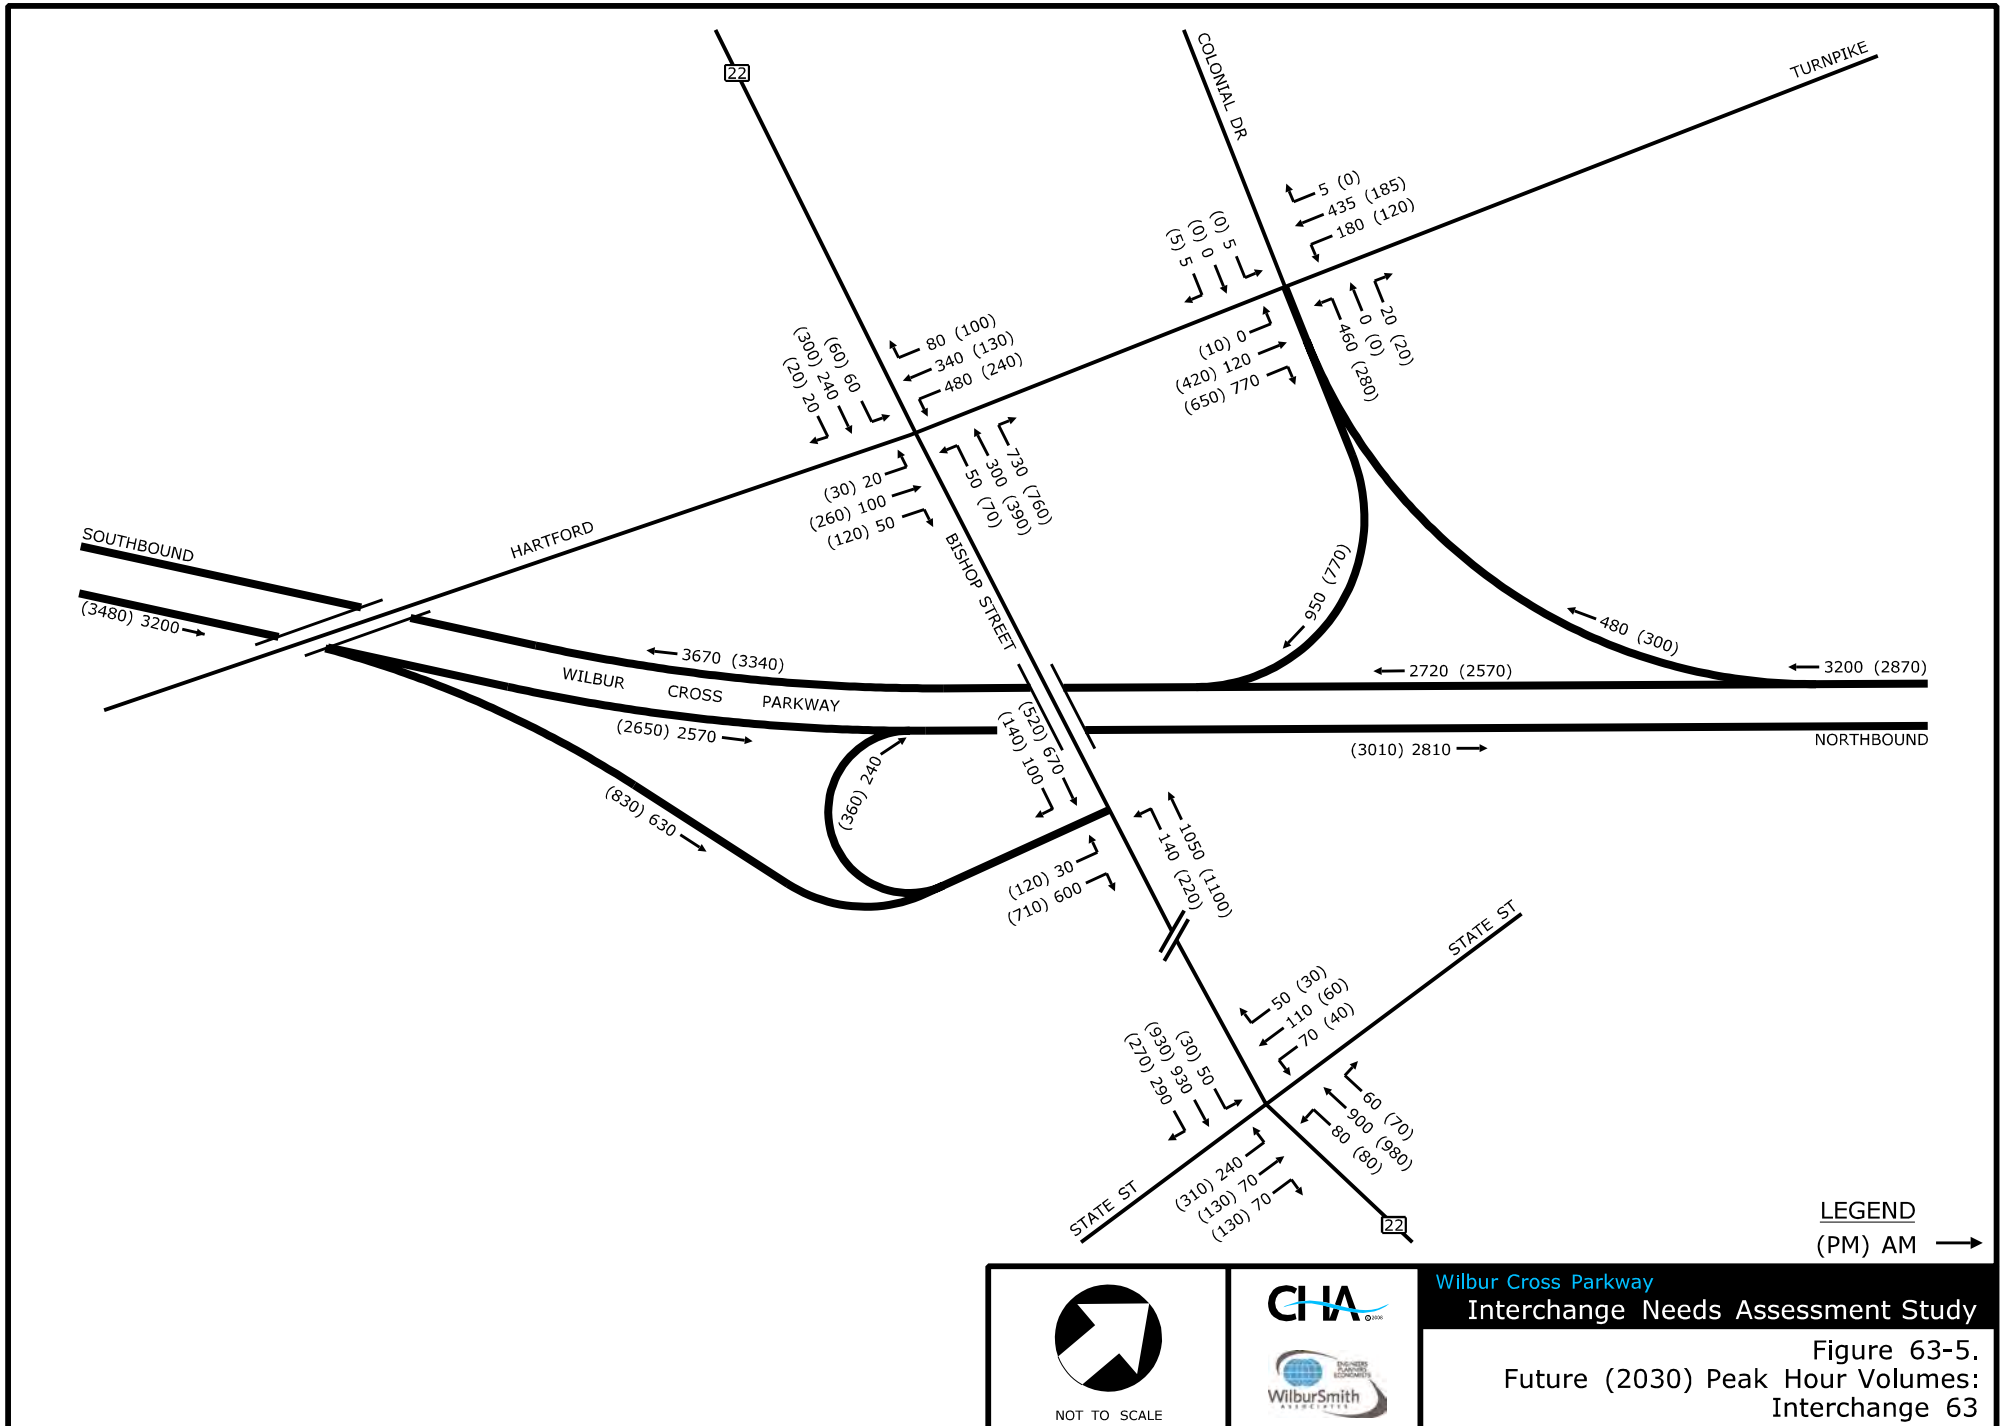 22
COLONIAL DR
TURNPIKE
5 (0)
435 (185)
180 (120)
(0) 5
(0) 0
(5) 5
20 (20)
0 (0)
460 (280)
(10) 0
(420) 120
(650) 770
80 (100)
340 (130)
480 (240)
(60) 60
(300) 240
(20) 20
730 (760)
300 (390)
50 (70)
(30) 20
(260) 100
(120) 50
HARTFORD
BISHOP STREET
SOUTHBOUND
(3480) 3200
950 (770)
480 (300)
3670 (3340)
2720 (2570)
3200 (2870)
WILBUR CROSS PARKWAY
(2650) 2570
(3010) 2810
NORTHBOUND
(520) 670
(140) 100
(360) 240
(830) 630
1050 (1100)
140 (220)
(120) 30
(710) 600
STATE ST
50 (30)
110 (60)
70 (40)
(30) 50
(930) 930
(270) 290
60 (70)
900 (980)
80 (80)
(310) 240
(130) 70
(130) 70
STATE ST
22
LEGEND
(PM) AM
NOT TO SCALE
CHA
©2006
ENGINEERS
PLANNERS
ECONOMISTS
WilburSmith
ASSOCIATES
Wilbur Cross Parkway
Interchange Needs Assessment Study
Figure 63-5.
Future (2030) Peak Hour Volumes:
Interchange 63